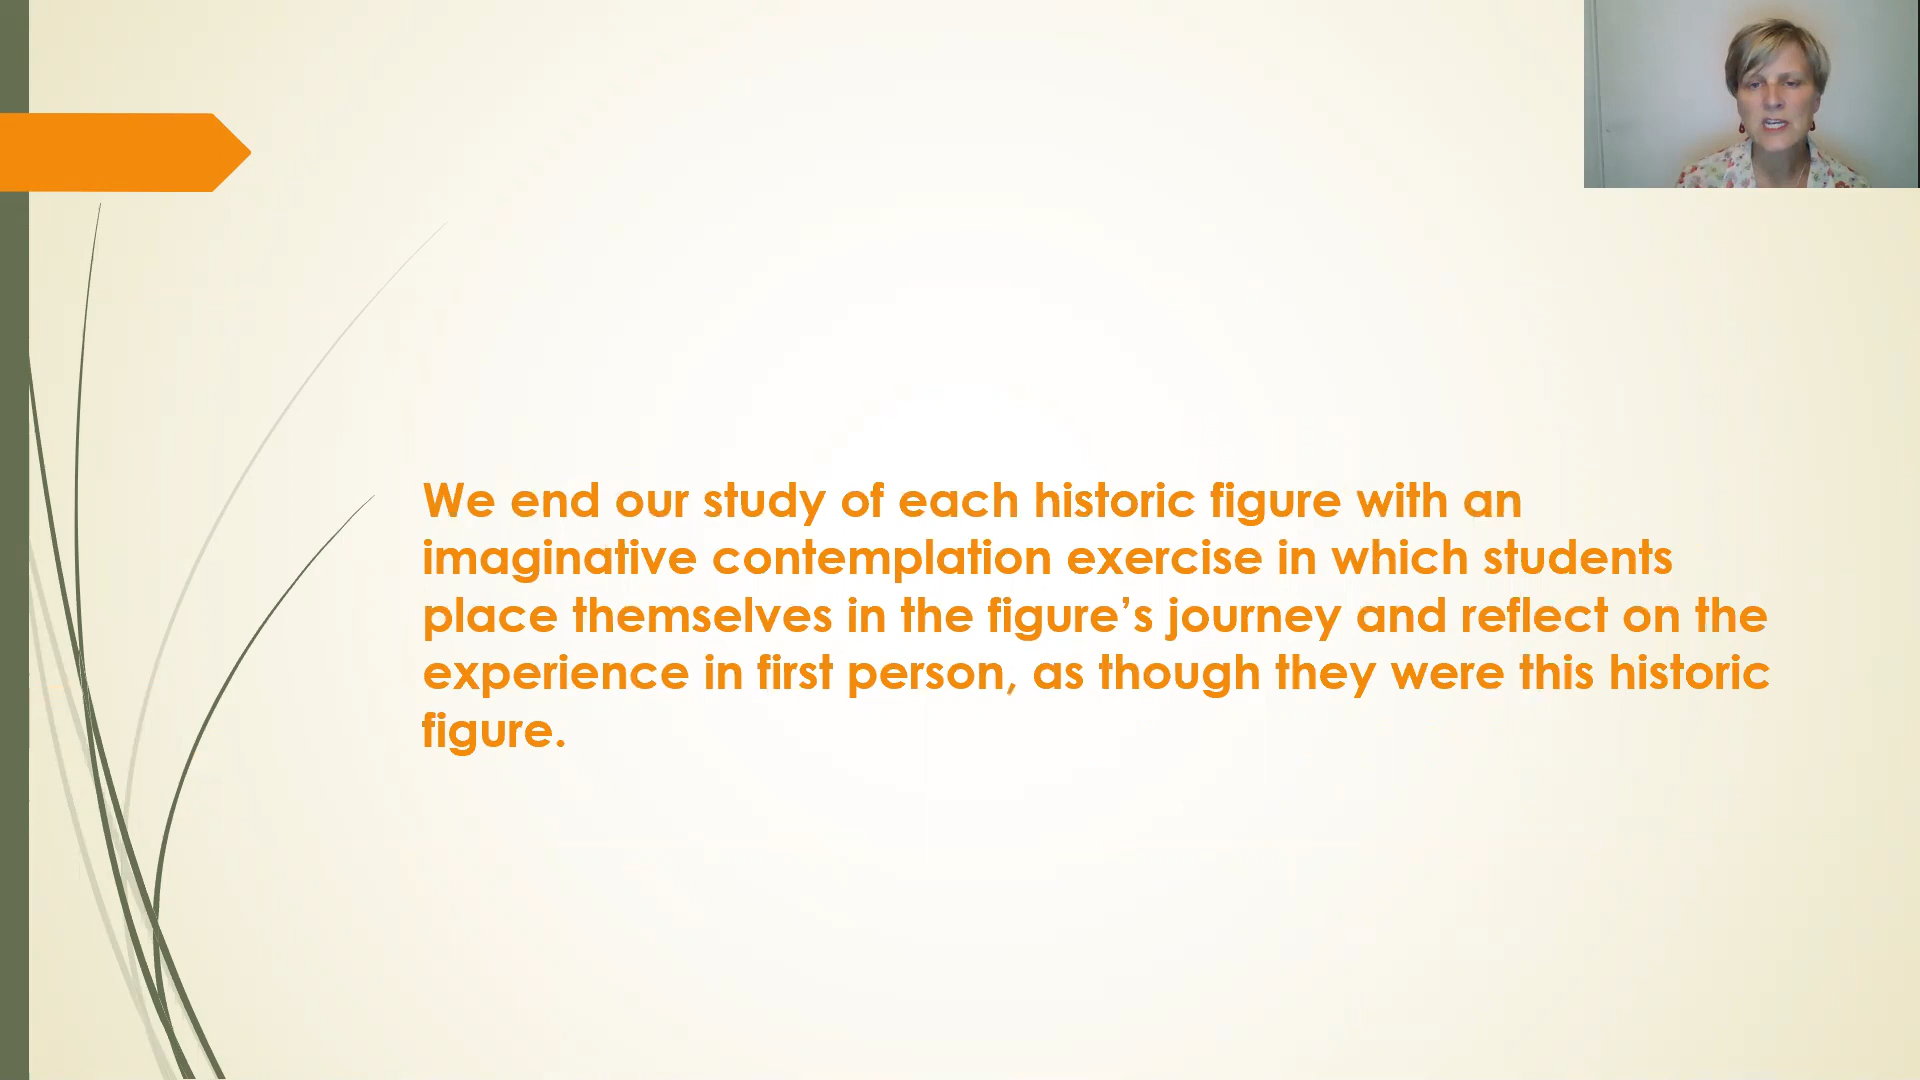 We end our study of each historic figure with an
imaginative contemplation exercise in which students
place themselves in the figure’s journey and reflect on the
experience in first person, as though they were this historic
figure.